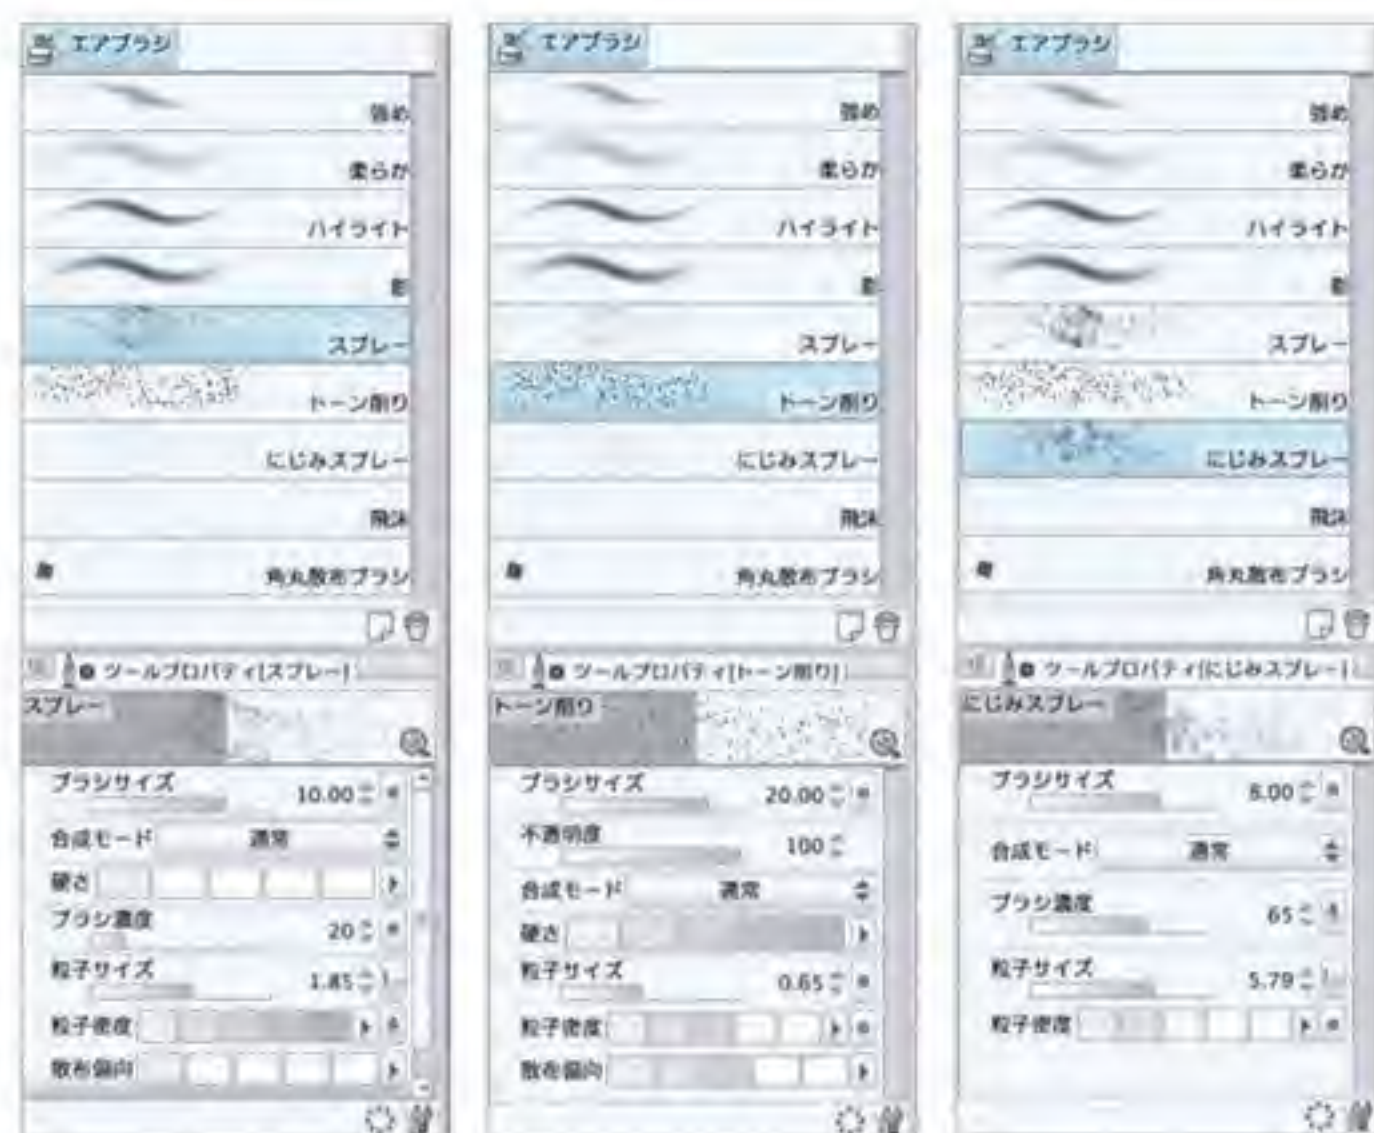 エアブラシ
強め
柔らか
ハイライト
影
スプレー
トーン削り
にじみスプレー
飛沫
角丸散布ブラシ
ツールプロパティ[スプレー]
スプレー
ブラシサイズ 10.00
合成モード 通常
硬さ
ブラシ濃度 20
粒子サイズ 1.85
粒子密度
散布偏向
エアブラシ
強め
柔らか
ハイライト
影
スプレー
トーン削り
にじみスプレー
飛沫
角丸散布ブラシ
ツールプロパティ[トーン削り]
トーン削り
ブラシサイズ 20.00
不透明度 100
合成モード 通常
硬さ
粒子サイズ 0.65
粒子密度
散布偏向
エアブラシ
強め
柔らか
ハイライト
影
スプレー
トーン削り
にじみスプレー
飛沫
角丸散布ブラシ
ツールプロパティ[にじみスプレー]
にじみスプレー
ブラシサイズ 8.00
合成モード 通常
ブラシ濃度 65
粒子サイズ 5.79
粒子密度